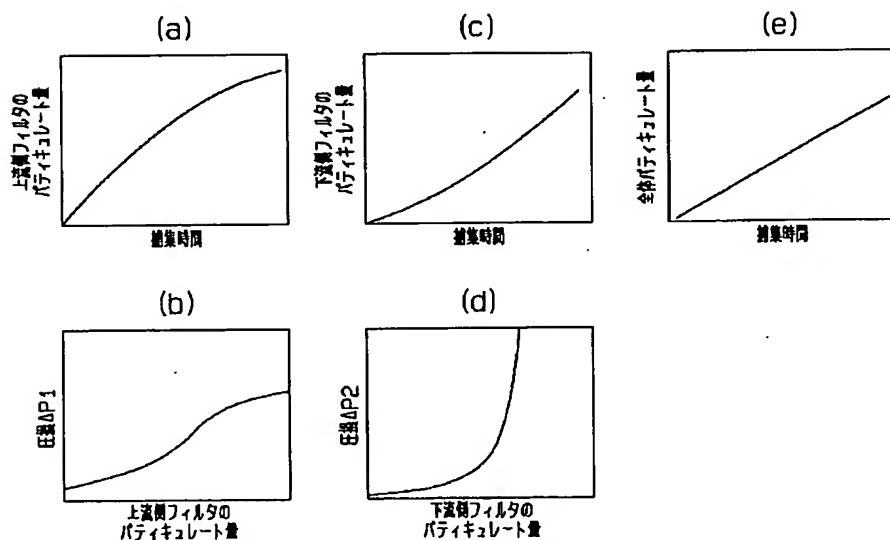 (a)
上流側フィルタの
パティキュレート量
捕集時間
(c)
下流側フィルタの
パティキュレート量
捕集時間
(e)
全体パティキュレート量
捕集時間
(b)
圧損ΔP1
上流側フィルタの
パティキュレート量
(d)
圧損ΔP2
下流側フィルタの
パティキュレート量